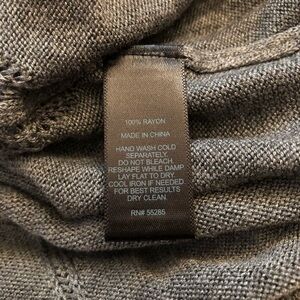 100% RAYON
MADE IN CHINA
HAND WASH COLD
SEPARATELY.
DO NOT BLEACH.
RESHAPE WHILE DAMP
LAY FLAT TO DRY
COOL IRON IF NEEDED
FOR BEST RESULTS
DRY CLEAN.
RN# 55285